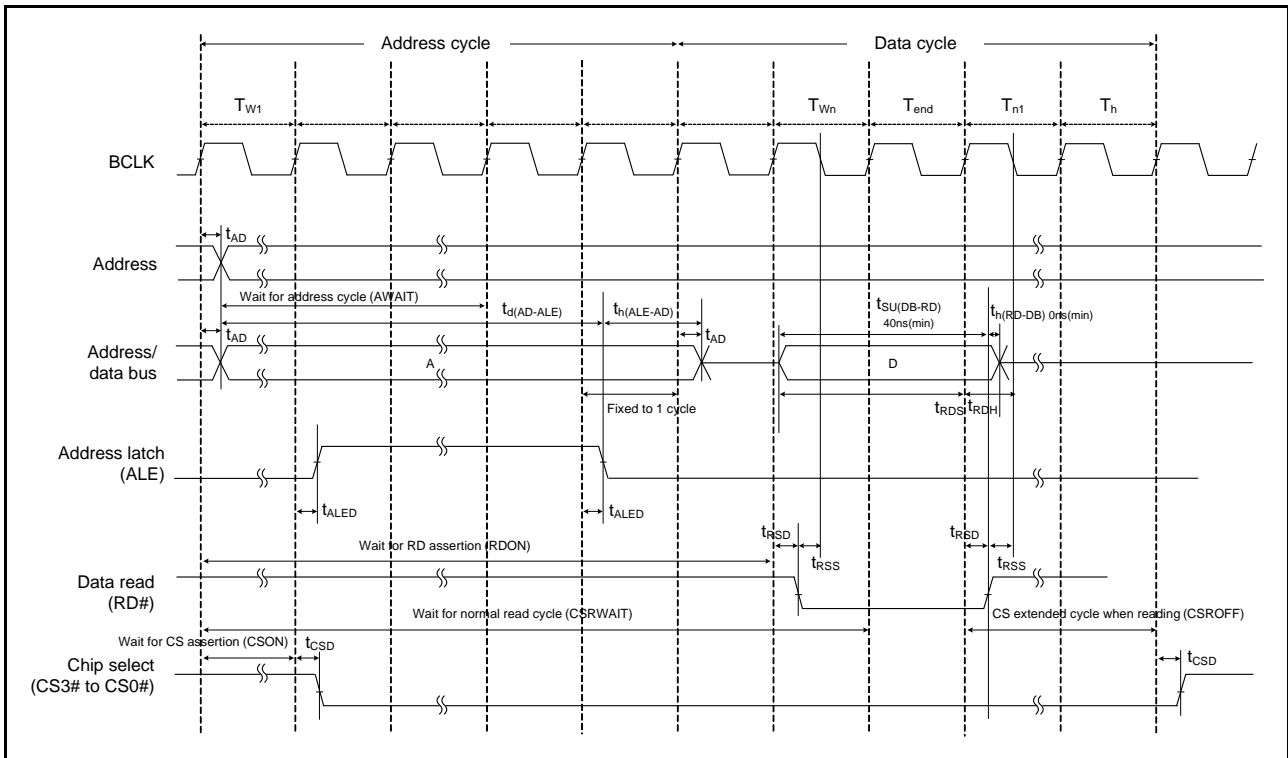 Address cycle
Data cycle
TW1
TWn
Tend
Tn1
Th
BCLK
tAD
Address
Wait for address cycle (AWAIT)
td(AD-ALE)
th(ALE-AD)
tSU(DB-RD)
40ns(min)
th(RD-DB) 0ns(min)
tAD
tAD
Address/
data bus
A
D
Fixed to 1 cycle
tRDS
tRDH
Address latch
(ALE)
tALED
tALED
tRSD
tRSD
Wait for RD assertion (RDON)
tRSS
tRSS
Data read
(RD#)
Wait for normal read cycle (CSRWAIT)
CS extended cycle when reading (CSROFF)
Wait for CS assertion (CSON)
tCSD
tCSD
Chip select
(CS3# to CS0#)